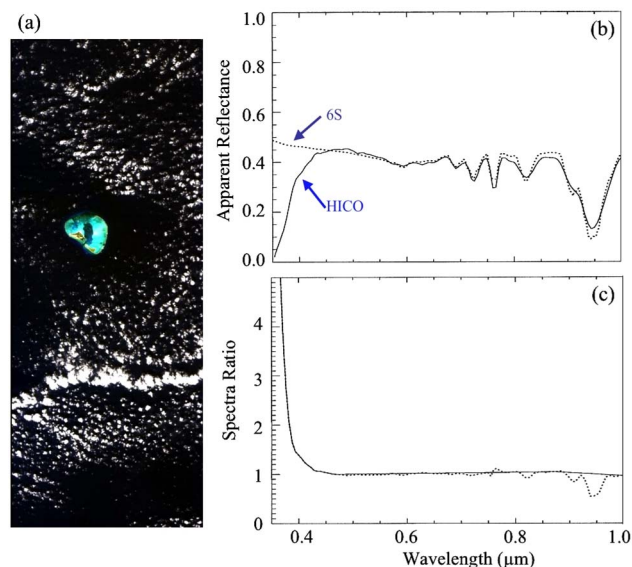 (a)
(b)
Apparent Reflectance
1.0
0.8
0.6
0.4
0.2
0.0
6S
HICO
(c)
Spectra Ratio
4
3
2
1
0
0.4
0.6
0.8
1.0
Wavelength (μm)